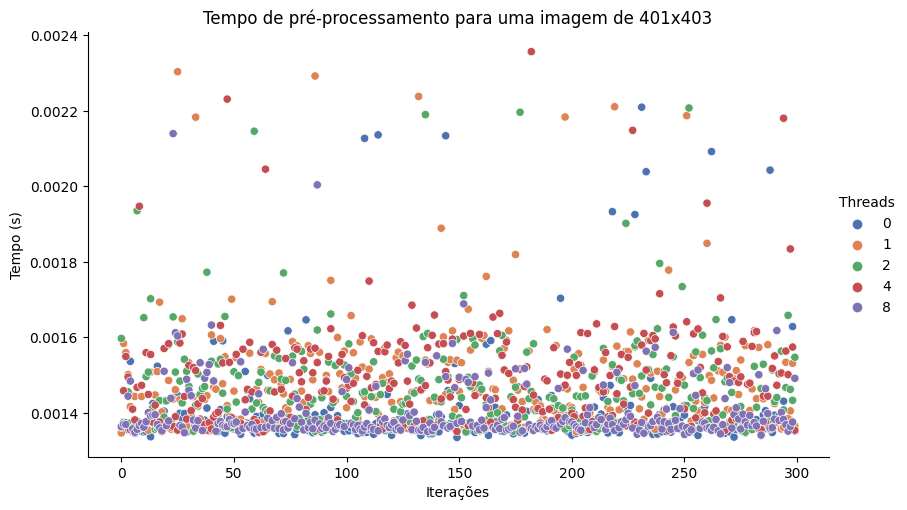 Tempo de pré-processamento para uma imagem de 401x403
0.0024
0.0022
0.0020
0.0018
0.0016
0.0014
Tempo (s)
0 50 100 150 200 250 300
Iterações
Threads
0
1
2
4
8